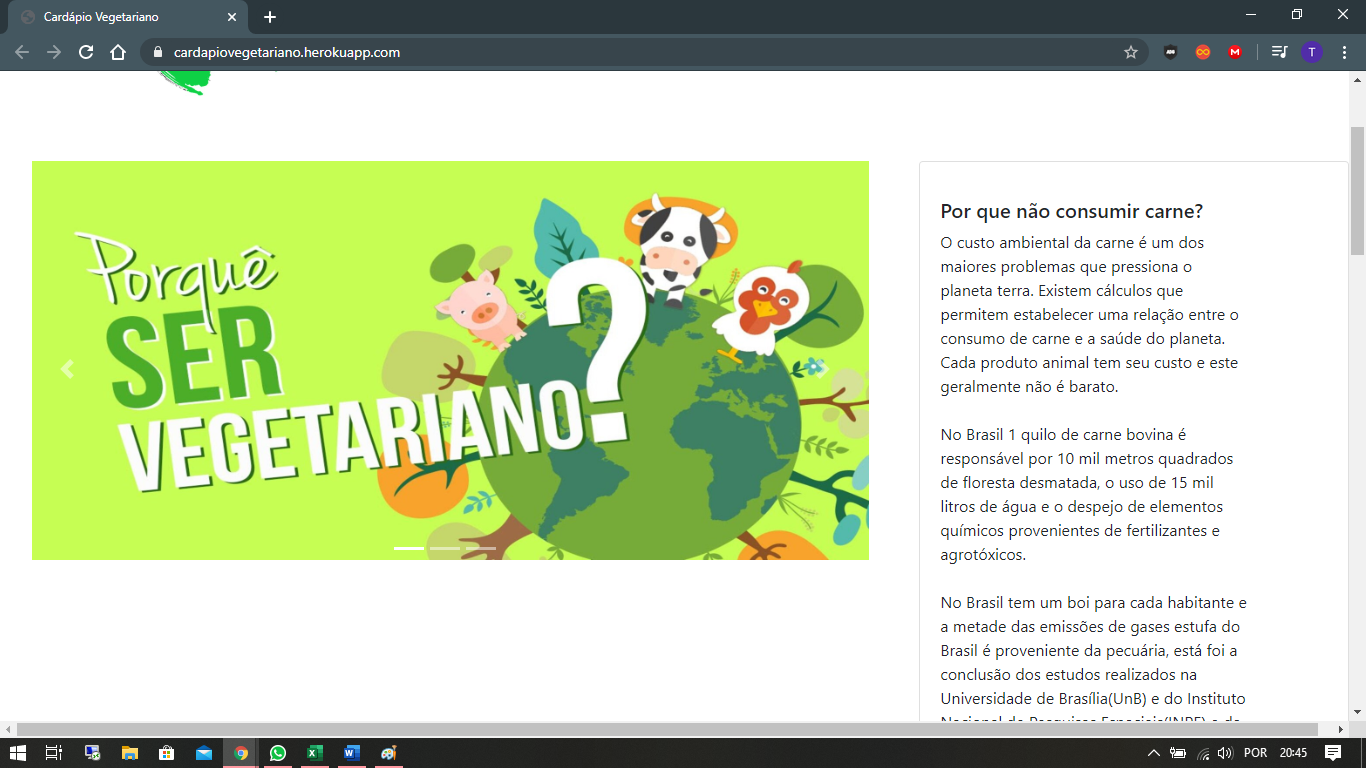 Cardápio Vegetariano
cardapiovegetariano.herokuapp.com
T
Porquê
SER
VEGETARIANO?
Por que não consumir carne?
O custo ambiental da carne é um dos
maiores problemas que pressiona o
planeta terra. Existem cálculos que
permitem estabelecer uma relação entre o
consumo de carne e a saúde do planeta.
Cada produto animal tem seu custo e este
geralmente não é barato.
No Brasil 1 quilo de carne bovina é
responsável por 10 mil metros quadrados
de floresta desmatada, o uso de 15 mil
litros de água e o despejo de elementos
químicos provenientes de fertilizantes e
agrotóxicos.
No Brasil tem um boi para cada habitante e
a metade das emissões de gases estufa do
Brasil é proveniente da pecuária, está foi a
conclusão dos estudos realizados na
Universidade de Brasília(UnB) e do Instituto
Nacional de Pesquisas Espaciais(INPE) e da
POR
20:45